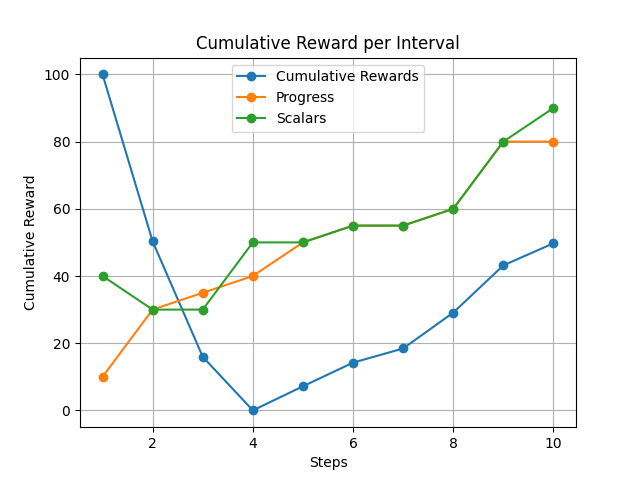 Cumulative Reward per Interval
Cumulative Rewards
Progress
Scalars
Cumulative Reward
100
80
60
40
20
0
2
4
6
8
10
Steps